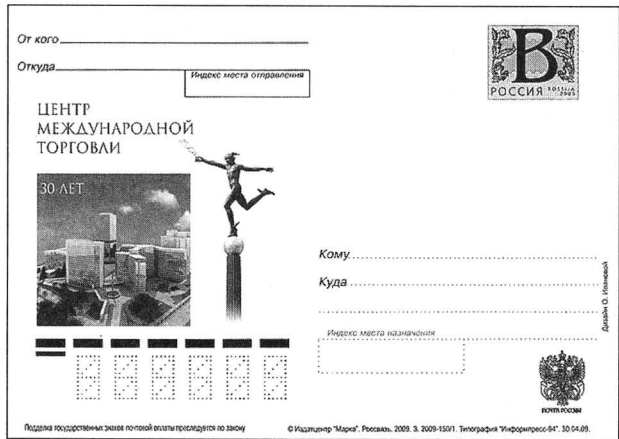 От кого
Откуда
Индекс места отправления
В
РОССИЯ ROSSIJA
2009
ЦЕНТР
МЕЖДУНАРОДНОЙ
ТОРГОВЛИ
30 ЛЕТ
Кому
Куда
Индекс места назначения
Дизайн О. Ивановой
ПОЧТА РОССИИ
Подделка государственных знаков почтовой оплаты преследуется по закону
© Издатцентр "Марка". Россвязь. 2009. З. 2009-150/1. Типография "Информпресс-94". 30.04.09.